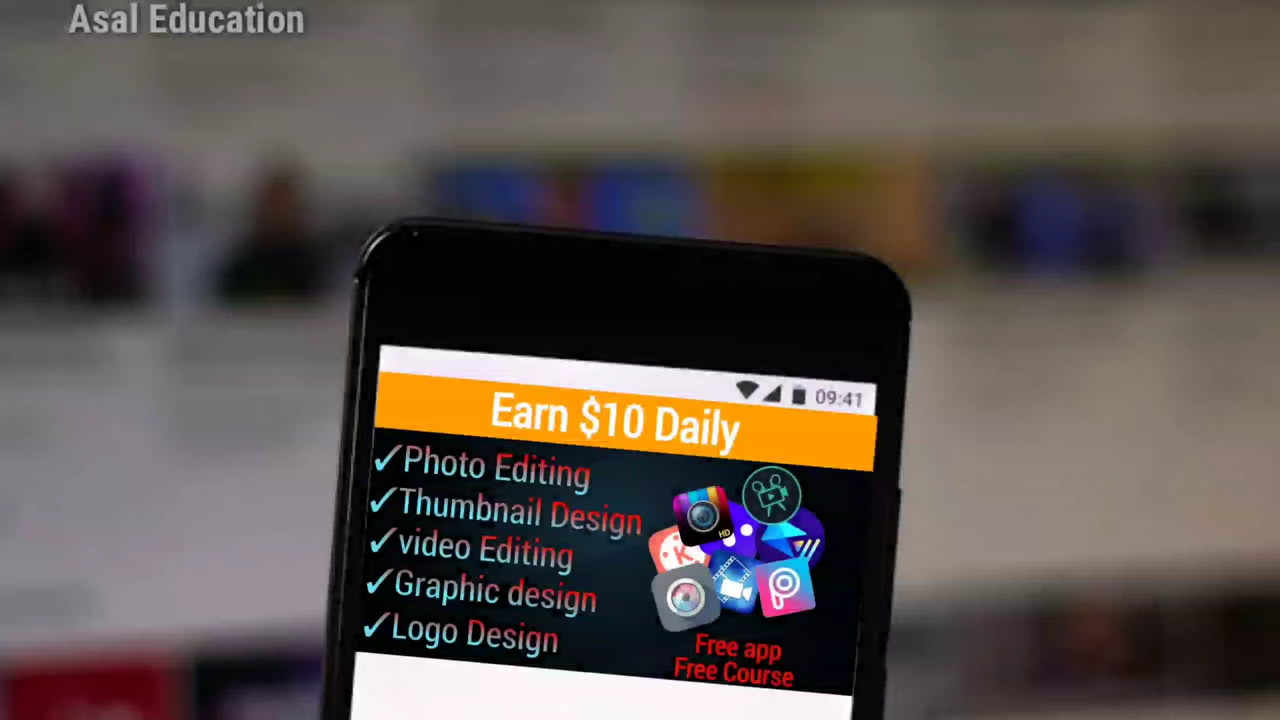 Asal Education
09:41
Earn $10 Daily
✓Photo Editing
✓Thumbnail Design
✓video Editing
✓Graphic design
✓Logo Design
HD
K
P
Free app
Free Course